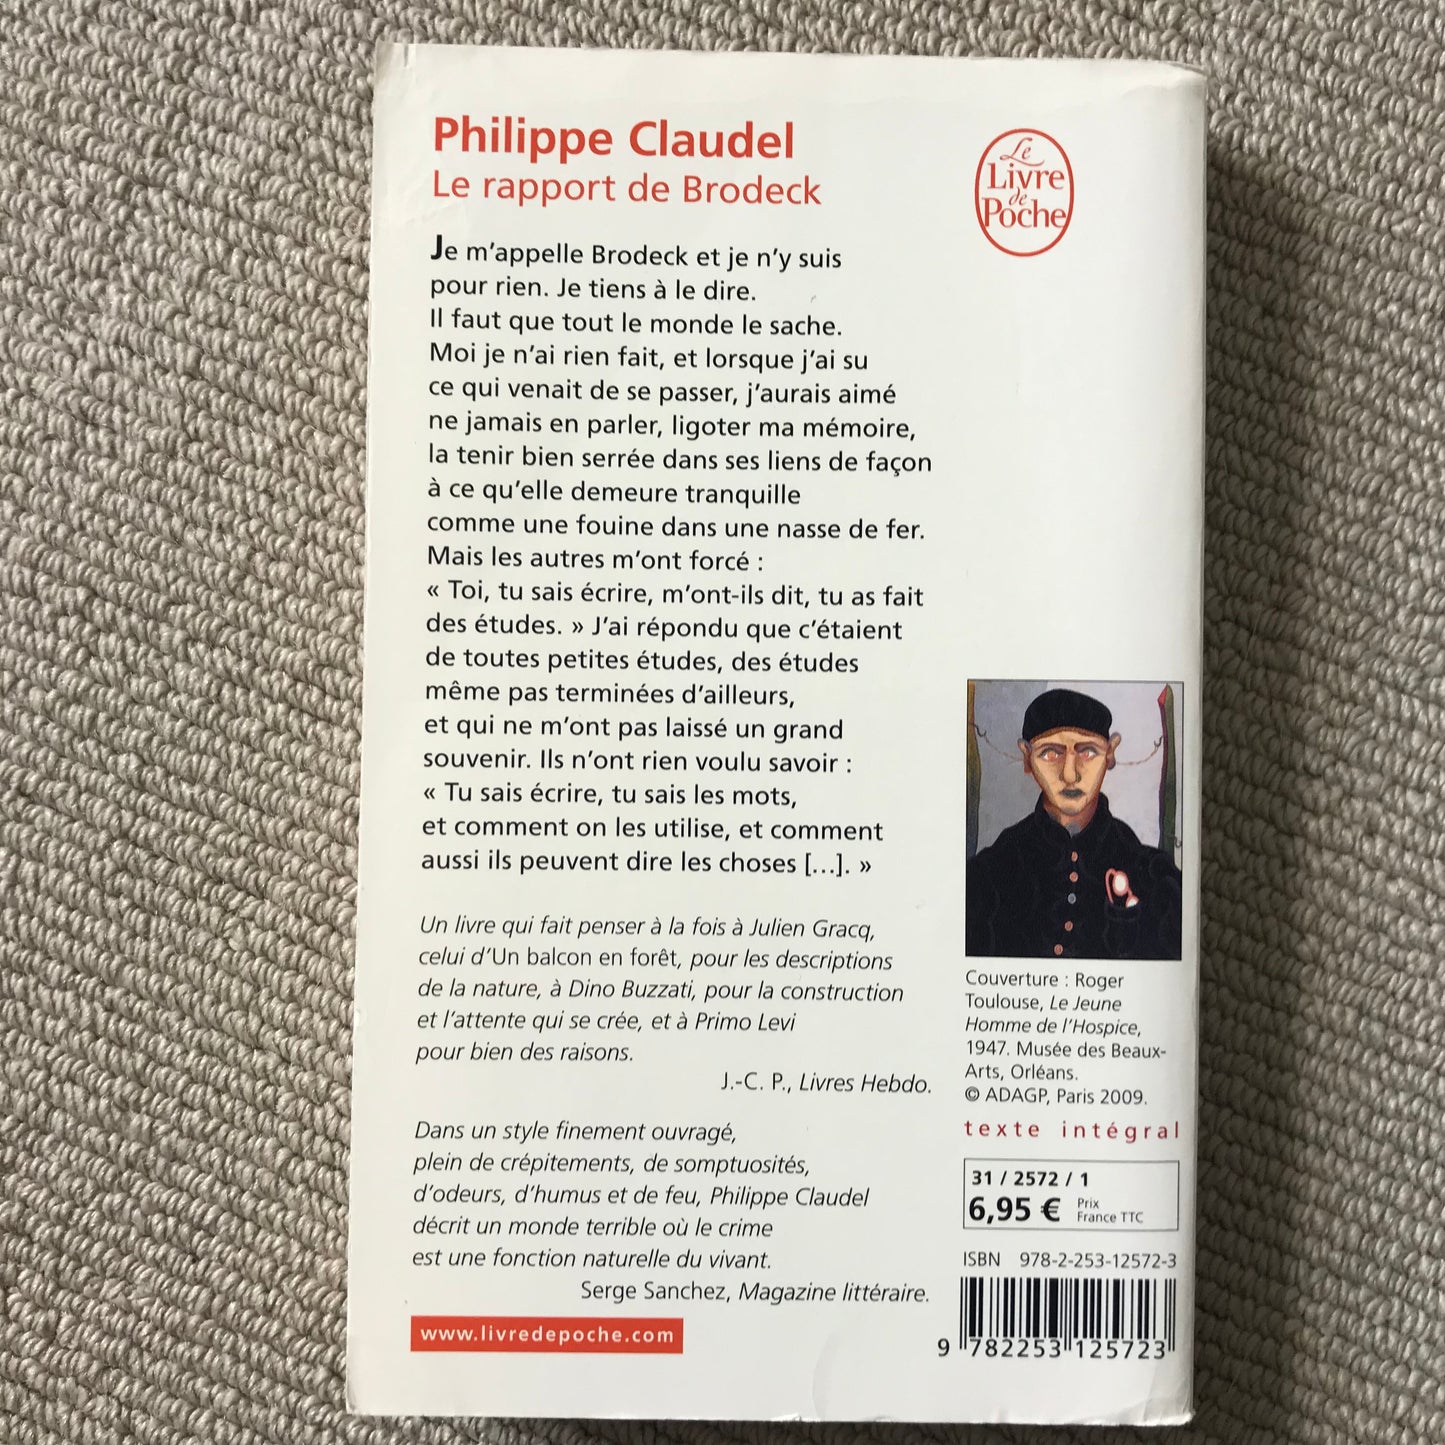 Philippe Claudel
Le rapport de Brodeck
Le
Livre
de
Poche
Je m'appelle Brodeck et je n'y suis
pour rien. Je tiens à le dire.
Il faut que tout le monde le sache.
Moi je n'ai rien fait, et lorsque j'ai su
ce qui venait de se passer, j'aurais aimé
ne jamais en parler, ligoter ma mémoire,
la tenir bien serrée dans ses liens de façon
à ce qu'elle demeure tranquille
comme une fouine dans une nasse de fer.
Mais les autres m'ont forcé :
« Toi, tu sais écrire, m'ont-ils dit, tu as fait
des études. » J'ai répondu que c'étaient
de toutes petites études, des études
même pas terminées d'ailleurs,
et qui ne m'ont pas laissé un grand
souvenir. Ils n'ont rien voulu savoir :
« Tu sais écrire, tu sais les mots,
et comment on les utilise, et comment
aussi ils peuvent dire les choses [...]. »
Un livre qui fait penser à la fois à Julien Gracq,
celui d'Un balcon en forêt, pour les descriptions
de la nature, à Dino Buzzati, pour la construction
et l'attente qui se crée, et à Primo Levi
pour bien des raisons.
J.-C. P., Livres Hebdo.
Dans un style finement ouvragé,
plein de crépitements, de somptuosités,
d'odeurs, d'humus et de feu, Philippe Claudel
décrit un monde terrible où le crime
est une fonction naturelle du vivant.
Serge Sanchez, Magazine littéraire.
www.livredepoche.com
Couverture : Roger
Toulouse, Le Jeune
Homme de l'Hospice,
1947. Musée des Beaux-
Arts, Orléans.
© ADAGP, Paris 2009.
texte intégral
31 / 2572 / 1
6,95 € Prix
France TTC
ISBN 978-2-253-12572-3
9 782253 125723